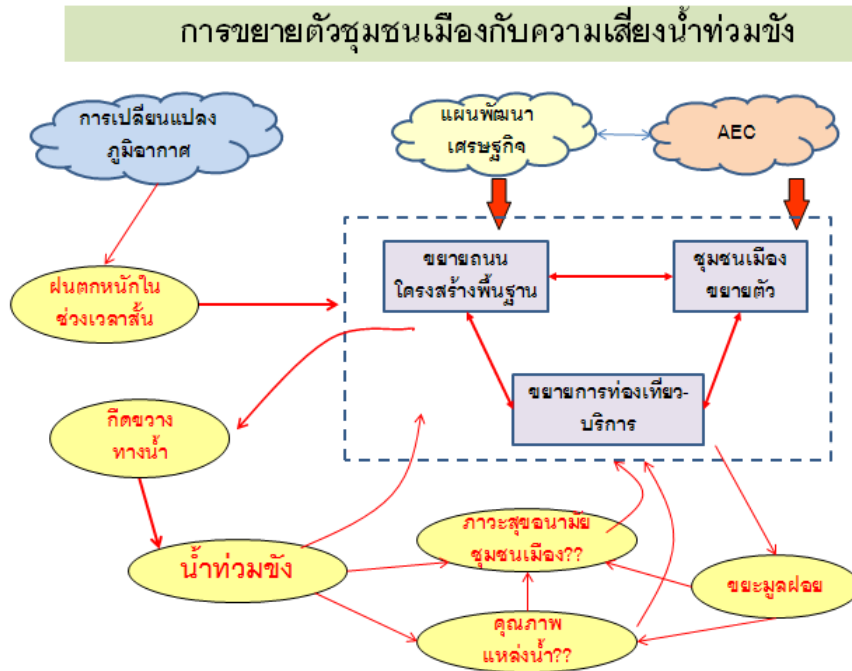 การขยายตัวชุมชนเมืองกับความเสี่ยงน้ำท่วมขัง
การเปลี่ยนแปลง
ภูมิอากาศ
แผนพัฒนา
เศรษฐกิจ
AEC
ขยายถนน
โครงสร้างพื้นฐาน
ชุมชนเมือง
ขยายตัว
ฝนตกหนักใน
ช่วงเวลาสั้น
ขยายการท่องเที่ยว-
บริการ
กีดขวาง
ทางน้ำ
ภาวะสุขอนามัย
ชุมชนเมือง??
น้ำท่วมขัง
ขยะมูลฝอย
คุณภาพ
แหล่งน้ำ??